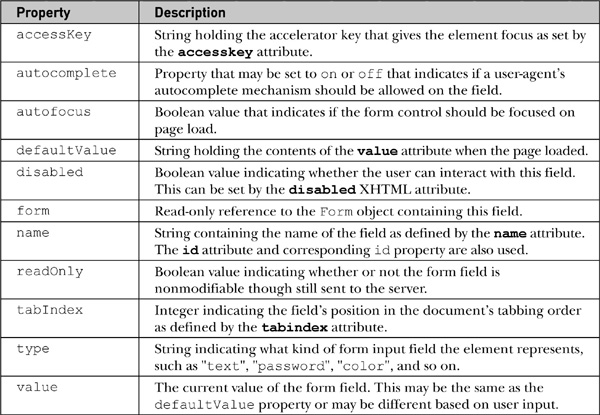 Property Description
accessKey String holding the accelerator key that gives the element focus as set by
the accesskey attribute.
autocomplete Property that may be set to on or off that indicates if a user-agent's
autocomplete mechanism should be allowed on the field.
autofocus Boolean value that indicates if the form control should be focused on
page load.
defaultValue String holding the contents of the value attribute when the page loaded.
disabled Boolean value indicating whether the user can interact with this field.
This can be set by the disabled XHTML attribute.
form Read-only reference to the Form object containing this field.
name String containing the name of the field as defined by the name attribute.
The id attribute and corresponding id property are also used.
readOnly Boolean value indicating whether or not the form field is
nonmodifiable though still sent to the server.
tabIndex Integer indicating the field's position in the document's tabbing order
as defined by the tabindex attribute.
type String indicating what kind of form input field the element represents,
such as "text", "password", "color", and so on.
value The current value of the form field. This may be the same as the
defaultValue property or may be different based on user input.